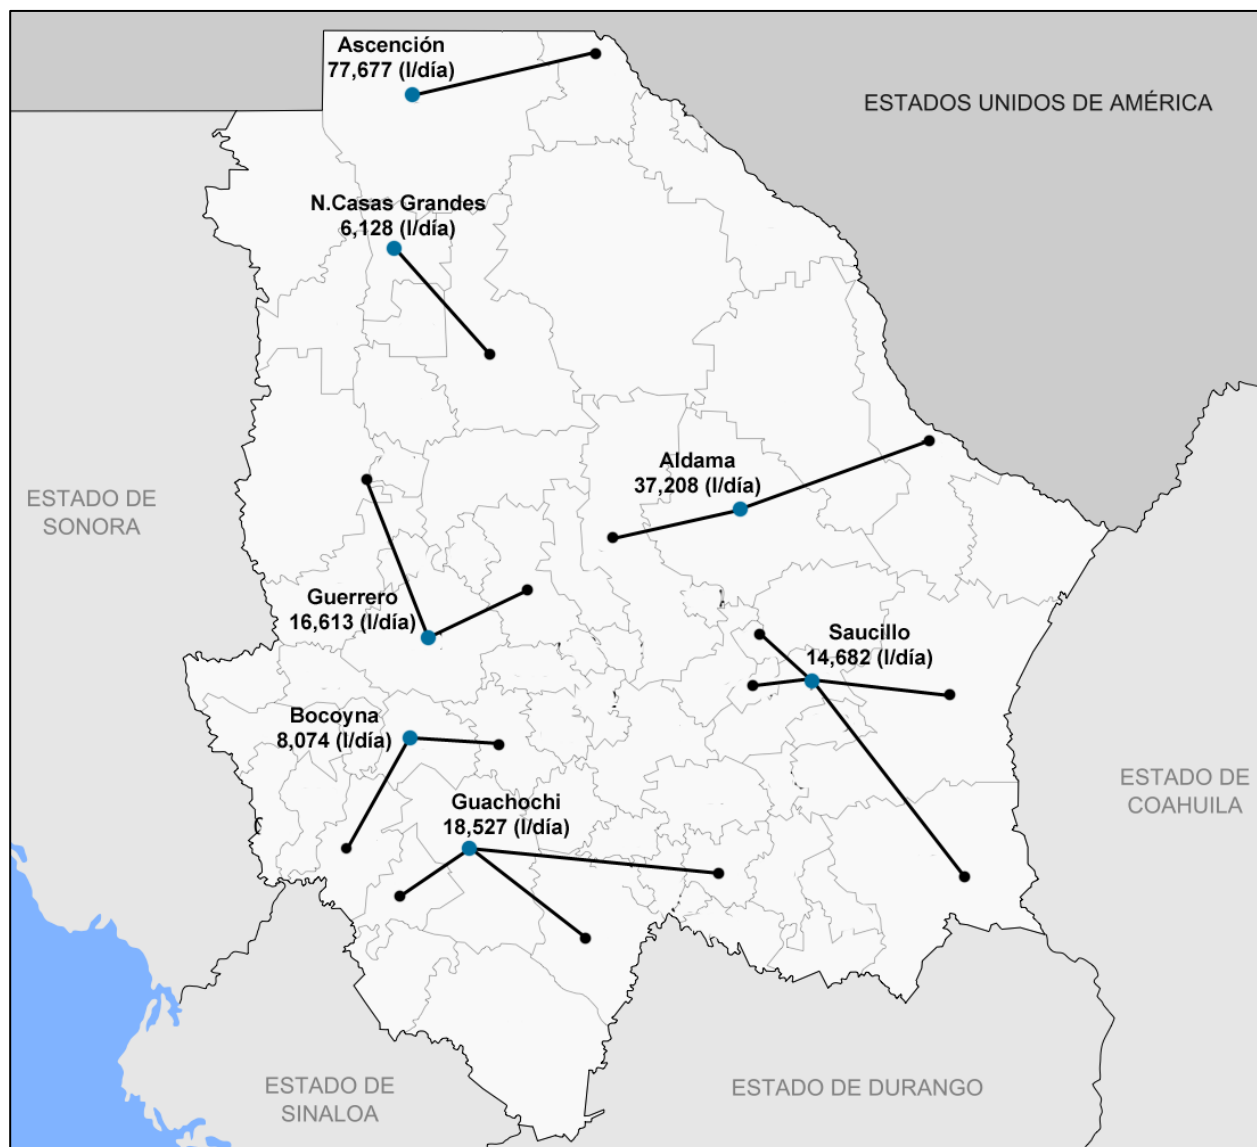 Ascención
77,677 (l/día)
ESTADOS UNIDOS DE AMÉRICA
N.Casas Grandes
6,128 (l/día)
Aldama
37,208 (l/día)
ESTADO DE
SONORA
Guerrero
16,613 (l/día)
Saucillo
14,682 (l/día)
Bocoyna
8,074 (l/día)
Guachochi
18,527 (l/día)
ESTADO DE
COAHUILA
ESTADO DE
SINALOA
ESTADO DE DURANGO